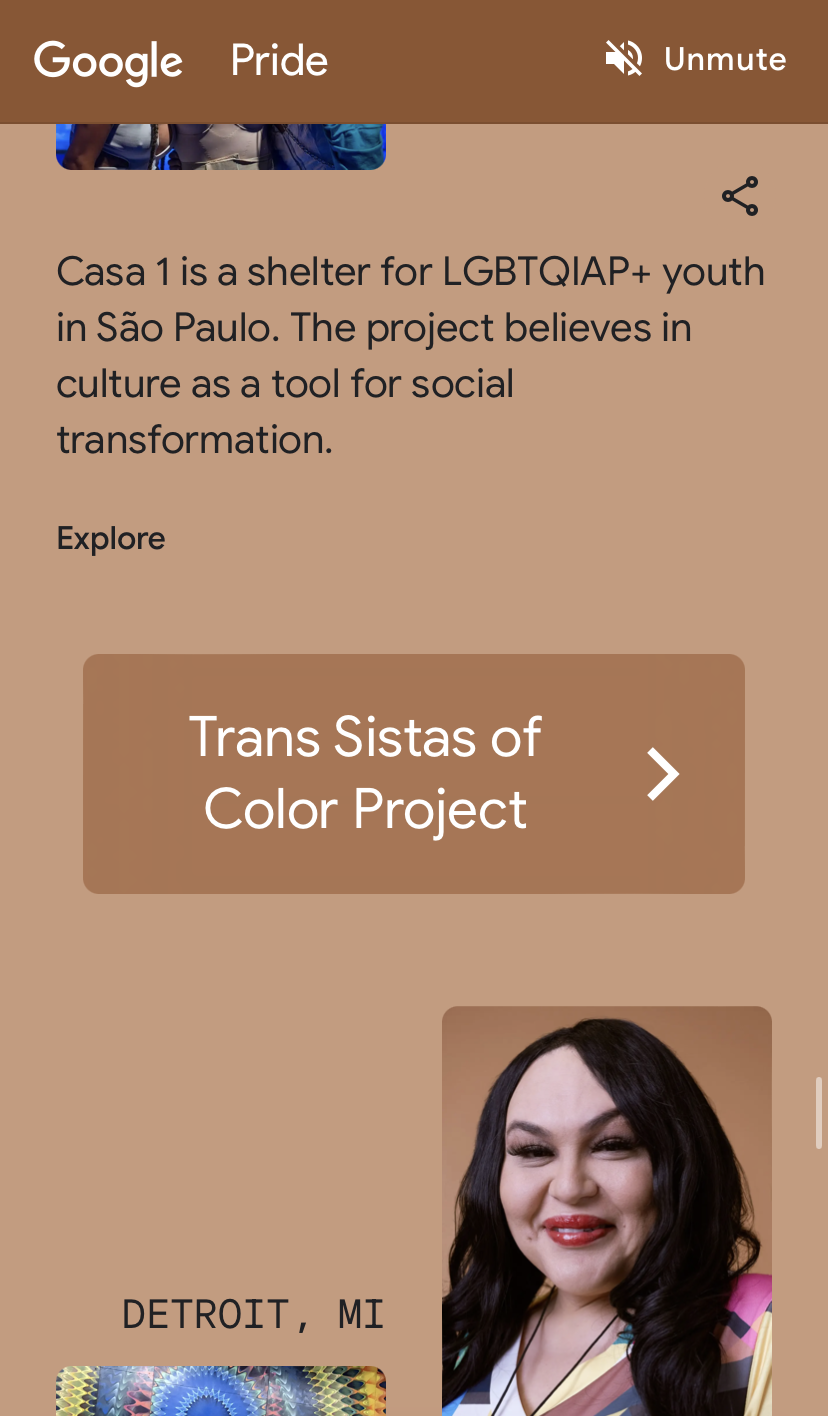 Google Pride Unmute
Casa 1 is a shelter for LGBTQIAP+ youth
in São Paulo. The project believes in
culture as a tool for social
transformation.
Explore
Trans Sistas of
Color Project
DETROIT, MI